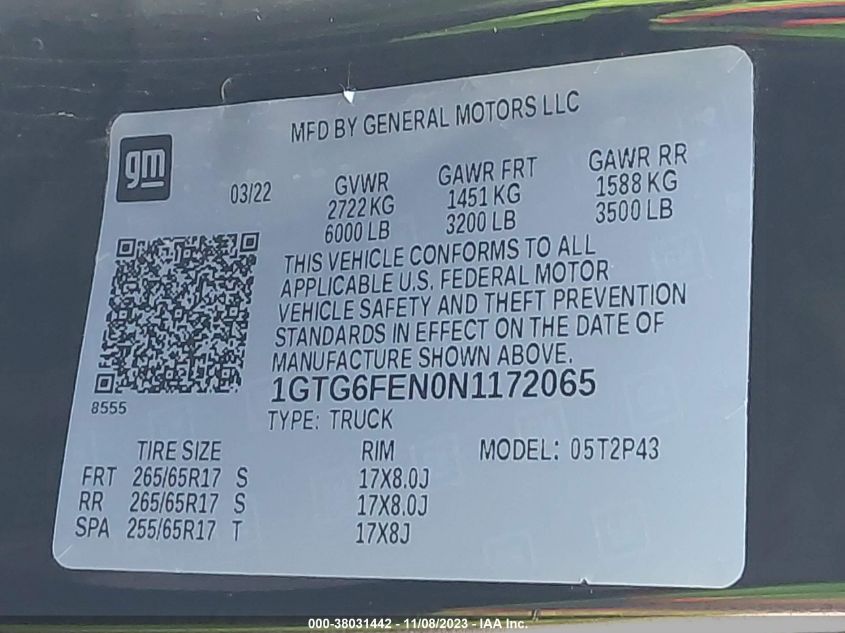 MFD BY GENERAL MOTORS LLC
gm
03/22
GVWR
2722 KG
6000 LB
GAWR FRT
1451 KG
3200 LB
GAWR RR
1588 KG
3500 LB
THIS VEHICLE CONFORMS TO ALL
APPLICABLE U.S. FEDERAL MOTOR
VEHICLE SAFETY AND THEFT PREVENTION
STANDARDS IN EFFECT ON THE DATE OF
MANUFACTURE SHOWN ABOVE.
1GTG6FEN0N1172065
8555
TYPE: TRUCK
TIRE SIZE RIM MODEL: 05T2P43
FRT 265/65R17 S 17X8.0J
RR 265/65R17 S 17X8.0J
SPA 255/65R17 T 17X8J
000-38031442 - 11/08/2023 - IAA Inc.